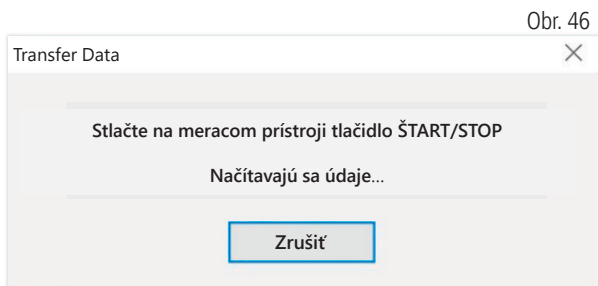 Obr. 46
Transfer Data
Stlačte na meracom prístroji tlačidlo ŠTART/STOP
Načítavajú sa údaje...
Zrušiť